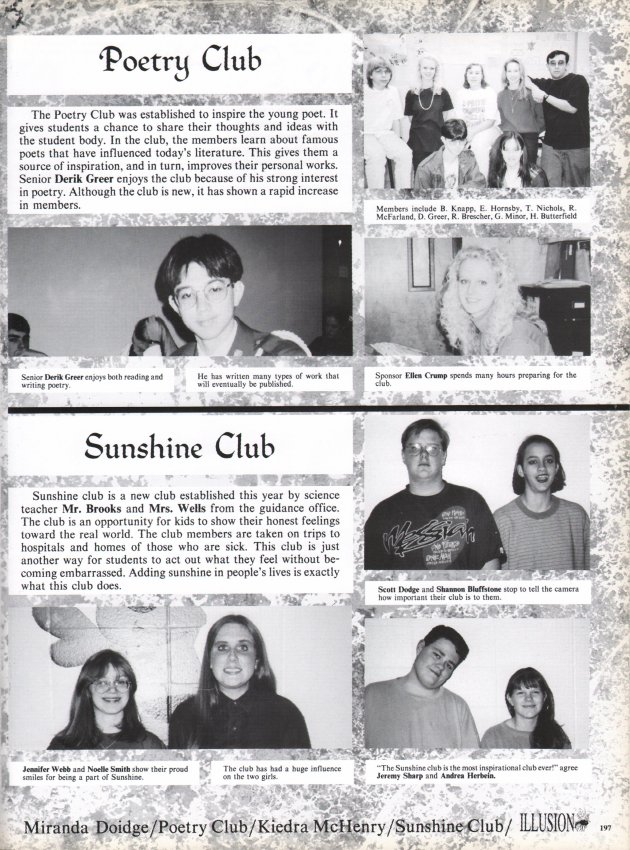 Poetry Club
The Poetry Club was established to inspire the young poet. It
gives students a chance to share their thoughts and ideas with
the student body. In the club, the members learn about famous
poets that have influenced today's literature. This gives them a
source of inspiration, and in turn, improves their personal works.
Senior Derik Greer enjoys the club because of his strong interest
in poetry. Although the club is new, it has shown a rapid increase
in members.
Members include B. Knapp, E. Hornsby, T. Nichols, R.
McFarland, D. Greer, R. Brescher, G. Minor, H. Butterfield
Senior Derik Greer enjoys both reading and
writing poetry.
He has written many types of work that
will eventually be published.
Sponsor Ellen Crump spends many hours preparing for the
club.
Sunshine Club
Sunshine club is a new club established this year by science
teacher Mr. Brooks and Mrs. Wells from the guidance office.
The club is an opportunity for kids to show their honest feelings
toward the real world. The club members are taken on trips to
hospitals and homes of those who are sick. This club is just
another way for students to act out what they feel without be-
coming embarrassed. Adding sunshine in people's lives is exactly
what this club does.
Scott Dodge and Shannon Bluffstone stop to tell the camera
how important their club is to them.
Jennifer Webb and Noelle Smith show their proud
smiles for being a part of Sunshine.
The club has had a huge influence
on the two girls.
"The Sunshine club is the most inspirational club ever!" agree
Jeremy Sharp and Andrea Herbein.
Miranda Doidge/Poetry Club/Kiedra McHenry/Sunshine Club/ ILLUSION 197